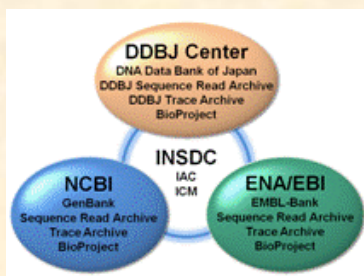 DDBJ Center
DNA Data Bank of Japan
DDBJ Sequence Read Archive
DDBJ Trace Archive
BioProject
INSDC
IAC
ICM
NCBI
GenBank
Sequence Read Archive
Trace Archive
BioProject
ENA/EBI
EMBL-Bank
Sequence Read Archive
Trace Archive
BioProject